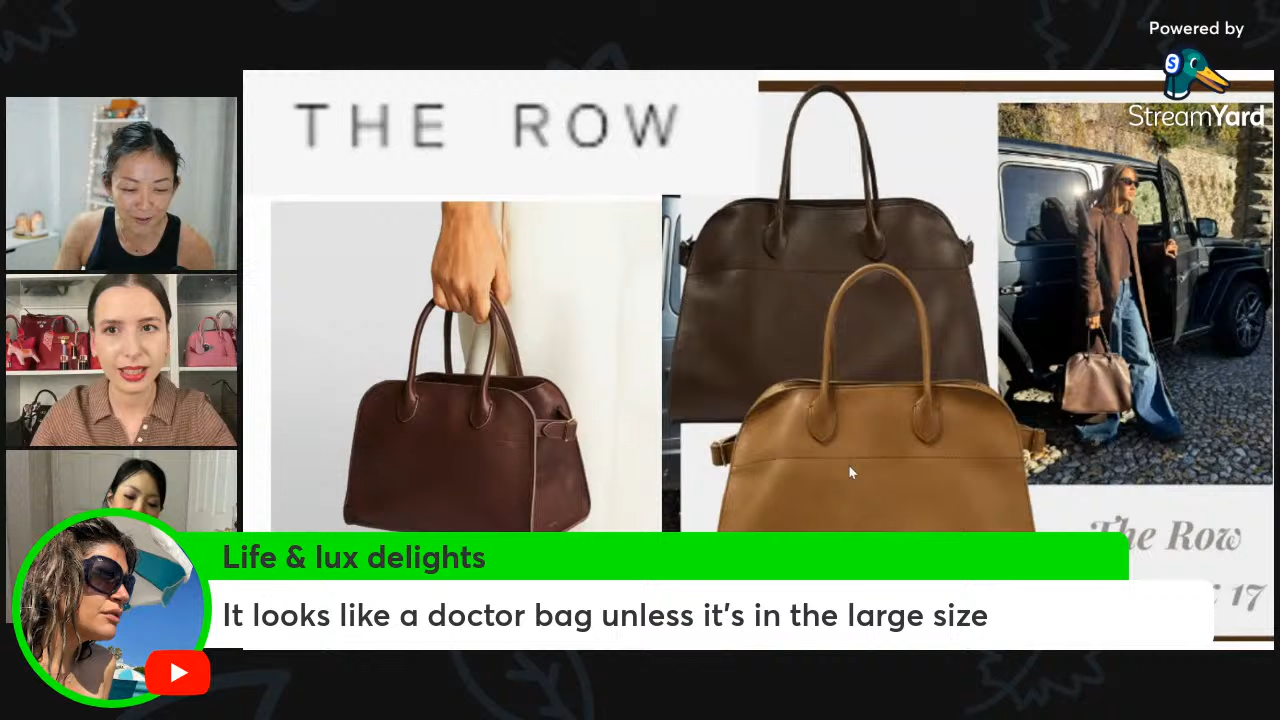 Powered by
StreamYard
THE ROW
The Row
17
Life & lux delights
It looks like a doctor bag unless it's in the large size